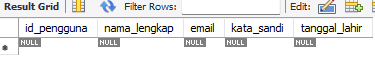 Result Grid Filter Rows: Edit:
id_pengguna nama_lengkap email kata_sandi tanggal_lahir
NULL NULL NULL NULL NULL